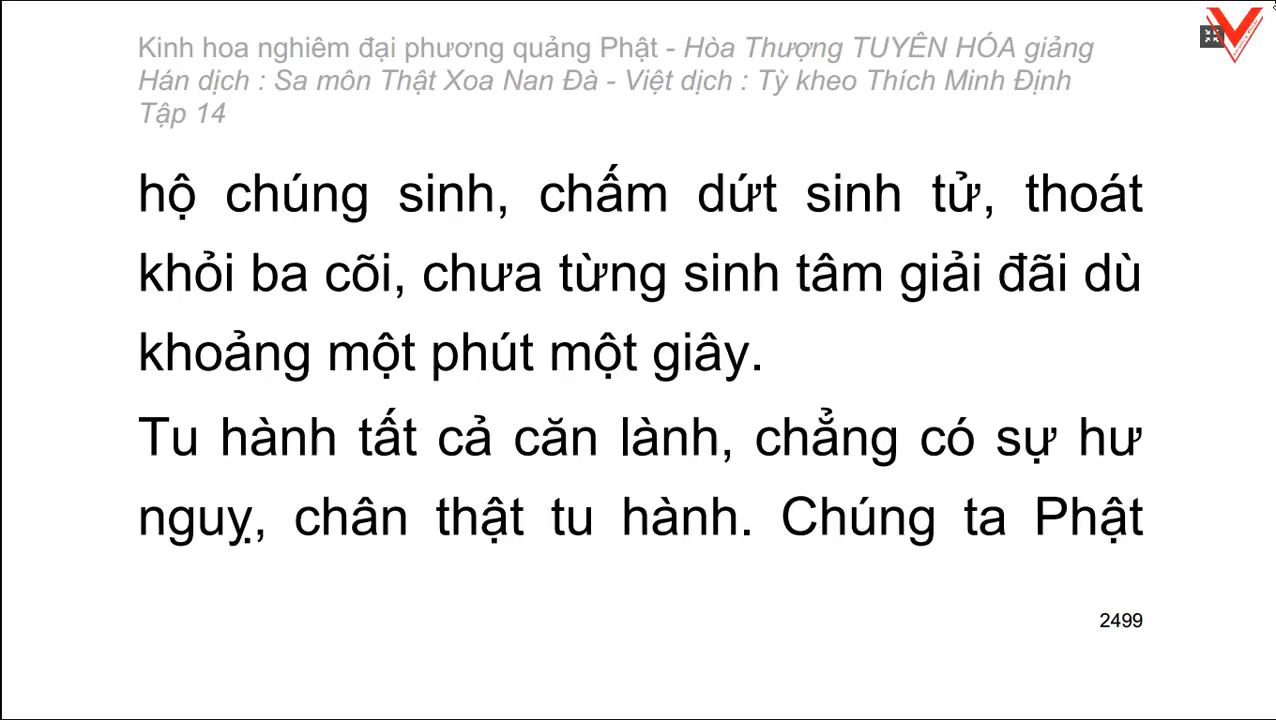 Kinh hoa nghiêm đại phương quảng Phật - Hòa Thượng TUYÊN HÓA giảng
Hán dịch : Sa môn Thật Xoa Nan Đà - Việt dịch : Tỳ kheo Thích Minh Định
Tập 14
hộ chúng sinh, chấm dứt sinh tử, thoát
khỏi ba cõi, chưa từng sinh tâm giải đãi dù
khoảng một phút một giây.
Tu hành tất cả căn lành, chẳng có sự hư
nguỵ, chân thật tu hành. Chúng ta Phật
2499